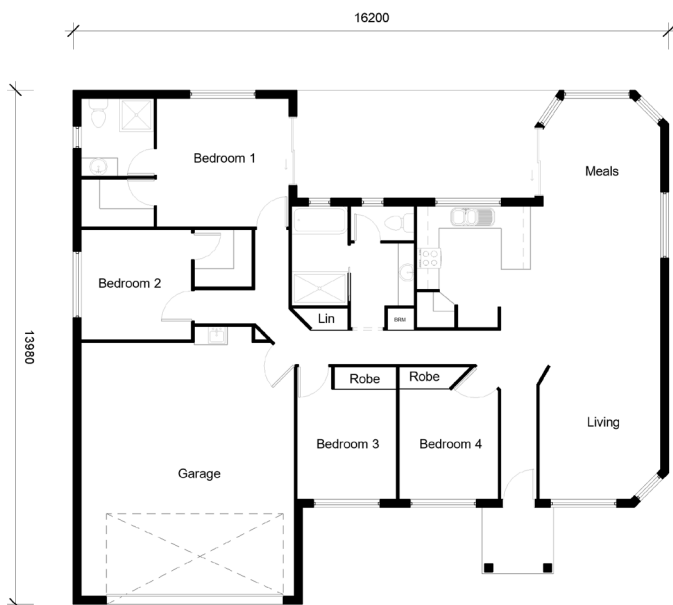 16200
13980
Bedroom 1
Meals
Bedroom 2
Lin
BRM
Robe
Robe
Living
Bedroom 3
Bedroom 4
Garage